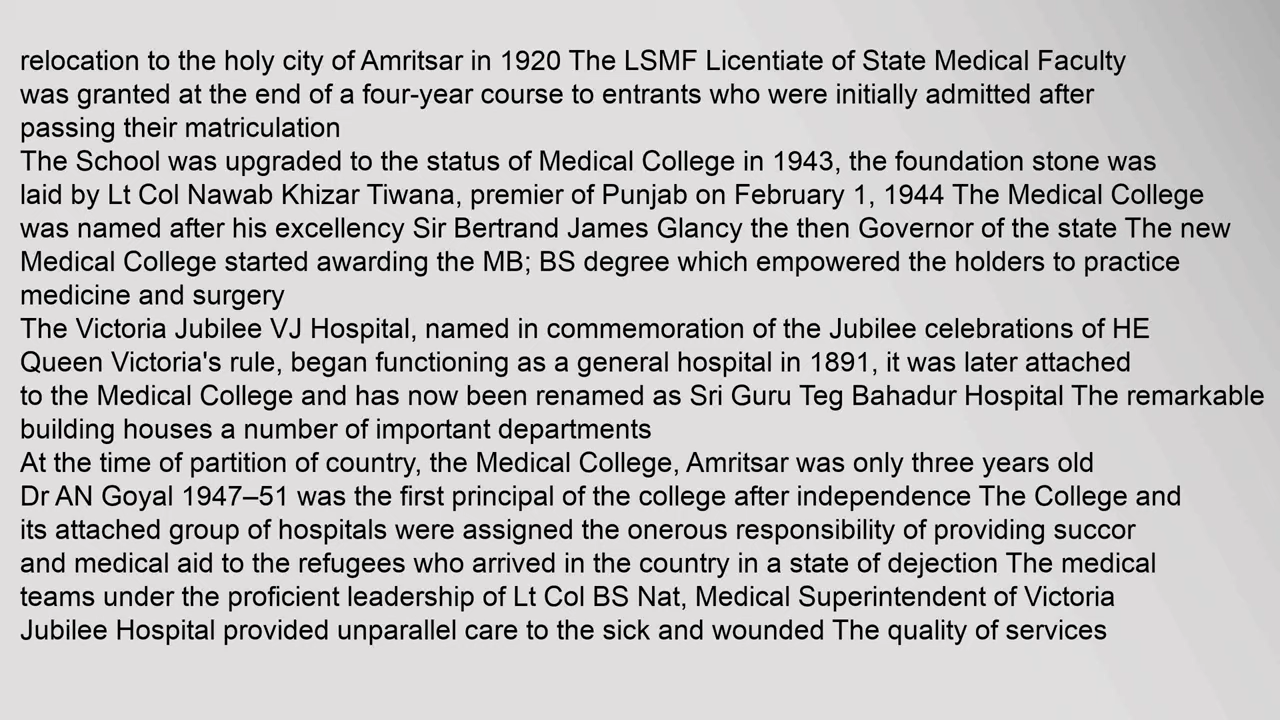 relocation to the holy city of Amritsar in 1920 The LSMF Licentiate of State Medical Faculty
was granted at the end of a four-year course to entrants who were initially admitted after
passing their matriculation
The School was upgraded to the status of Medical College in 1943, the foundation stone was
laid by Lt Col Nawab Khizar Tiwana, premier of Punjab on February 1, 1944 The Medical College
was named after his excellency Sir Bertrand James Glancy the then Governor of the state The new
Medical College started awarding the MB; BS degree which empowered the holders to practice
medicine and surgery
The Victoria Jubilee VJ Hospital, named in commemoration of the Jubilee celebrations of HE
Queen Victoria's rule, began functioning as a general hospital in 1891, it was later attached
to the Medical College and has now been renamed as Sri Guru Teg Bahadur Hospital The remarkable
building houses a number of important departments
At the time of partition of country, the Medical College, Amritsar was only three years old
Dr AN Goyal 1947–51 was the first principal of the college after independence The College and
its attached group of hospitals were assigned the onerous responsibility of providing succor
and medical aid to the refugees who arrived in the country in a state of dejection The medical
teams under the proficient leadership of Lt Col BS Nat, Medical Superintendent of Victoria
Jubilee Hospital provided unparallel care to the sick and wounded The quality of services